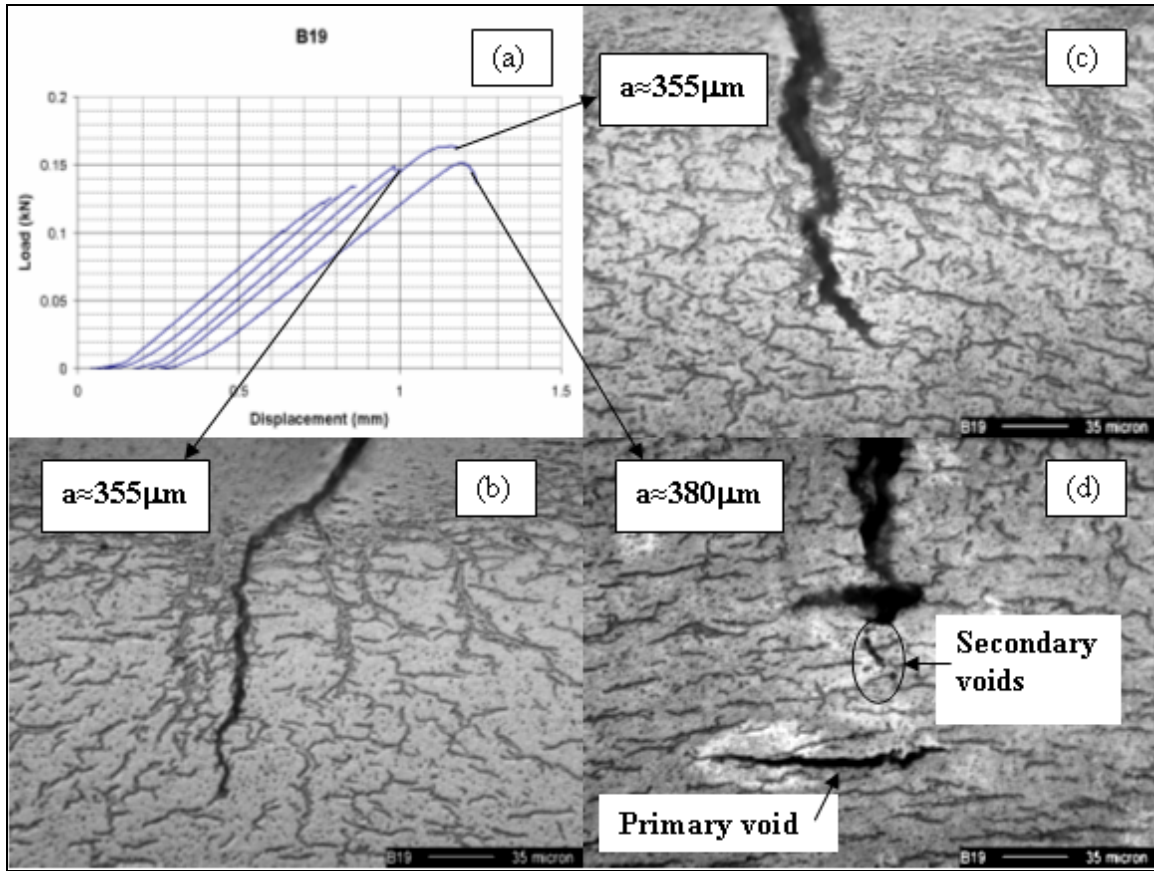 B19
(a)
0.2
0.15
0.1
0.05
0
0
0.5
1
1.5
Load (kN)
Displacement (mm)
a≈355μm
(c)
B19 35 micron
a≈355μm
(b)
B19 35 micron
a≈380μm
(d)
Secondary
voids
Primary void
B19 35 micron